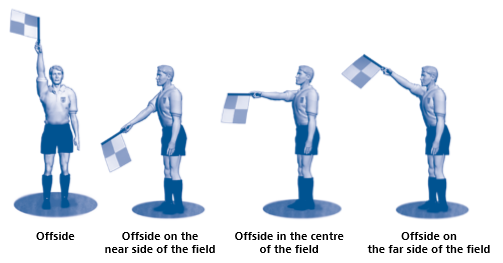 Offside
Offside on the
near side of the field
Offside in the centre
of the field
Offside on
the far side of the field